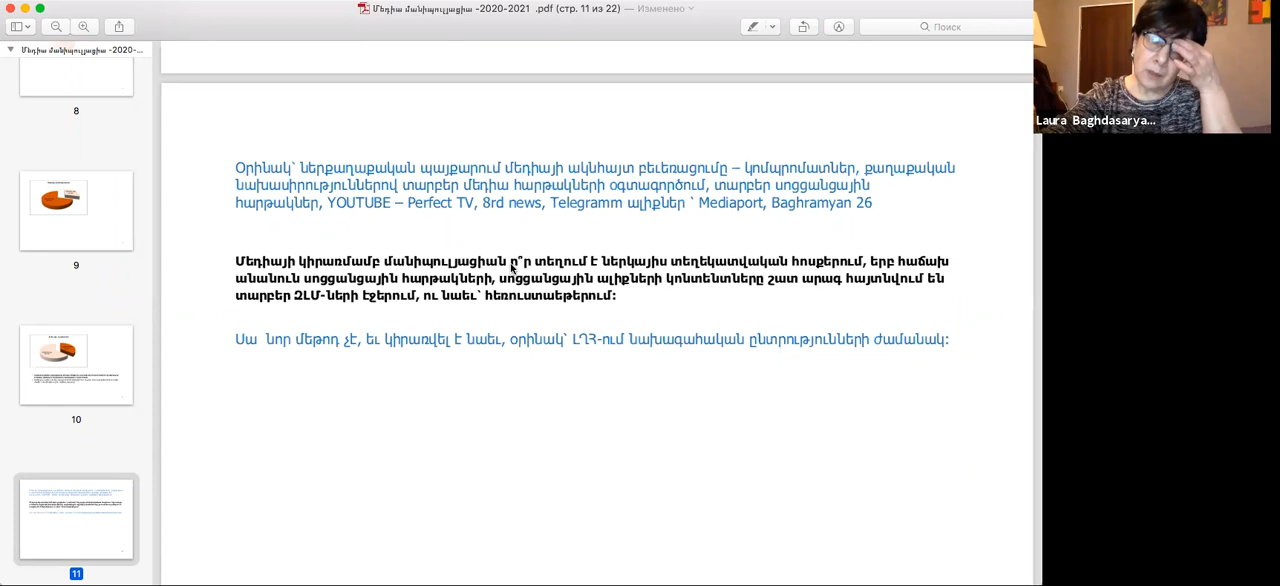 Մեդիա մանիպուլյացիա -2020-2021 .pdf (стр. 11 из 22) — Изменено
Поиск
Մեդիա մանիպուլյացիա -2020-...
8
9
10
11
Laura Baghdasarya...
Օրինակ՝ ներքաղաքական պայքարում մեդիայի ակնհայտ բեւեռացումը – կոմպրոմատներ, քաղաքական
նախասիրություններով տարբեր մեդիա հարթակների օգտագործում, տարբեր սոցցանցային
հարթակներ, YOUTUBE – Perfect TV, 8rd news, Telegramm ալիքներ ՝ Mediaport, Baghramyan 26
Մեդիայի կիրառմամբ մանիպուլյացիան ո՞ր տեղում է ներկայիս տեղեկատվական հոսքերում, երբ հաճախ
անանուն սոցցանցային հարթակների, սոցցանցային ալիքների կոնտենտները շատ արագ հայտնվում են
տարբեր ԶԼՄ-ների էջերում, ու նաեւ՝ հեռուստաեթերում:
Սա նոր մեթոդ չէ, եւ կիրառվել է նաեւ, օրինակ՝ ԼՂՀ-ում նախագահական ընտրությունների ժամանակ: